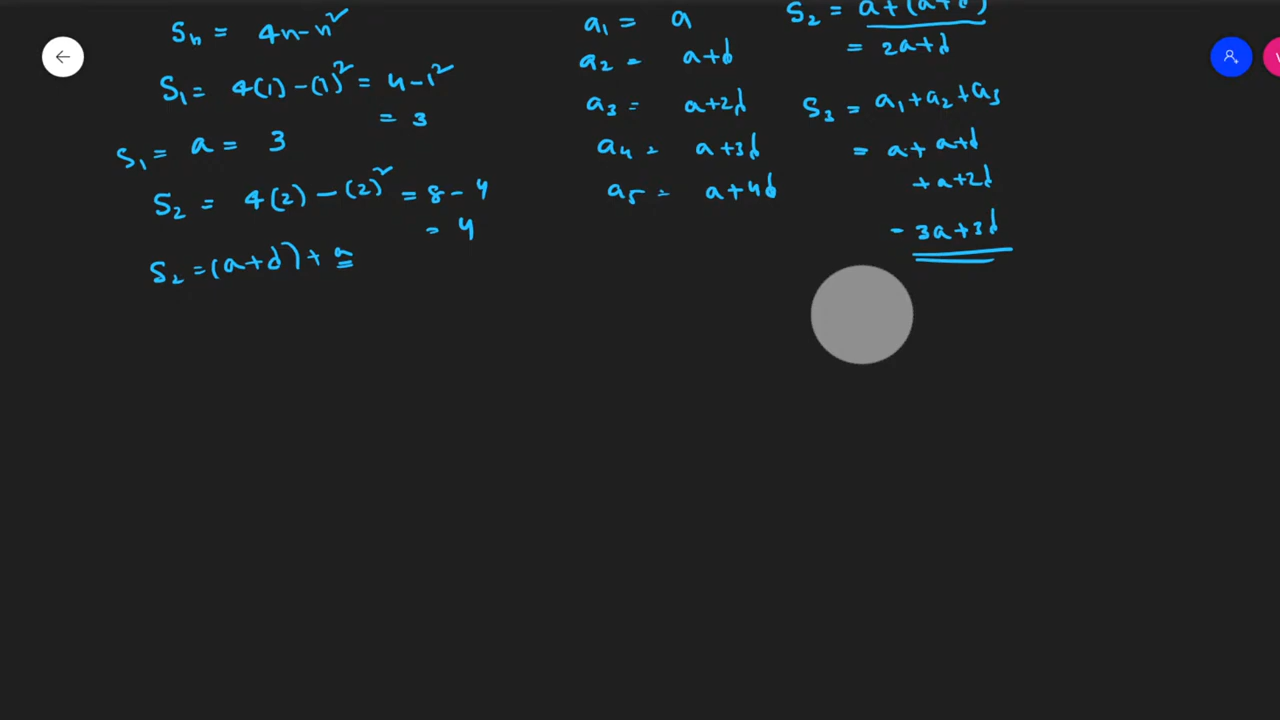 Sn = 4n-n²
S₁ = 4(1) - (1)² = 4 - 1²
= 3
S₁ = a = 3
S₂ = 4(2) - (2)² = 8 - 4
= 4
S₂ = (a+d) + a
a₁ = a
a₂ = a+d
a₃ = a+2d
a₄ = a+3d
a₅ = a+4d
S₂ = a+(a+d)
= 2a+d
S₃ = a₁+a₂+a₃
= a+ a+d
+ a+2d
= 3a+3d